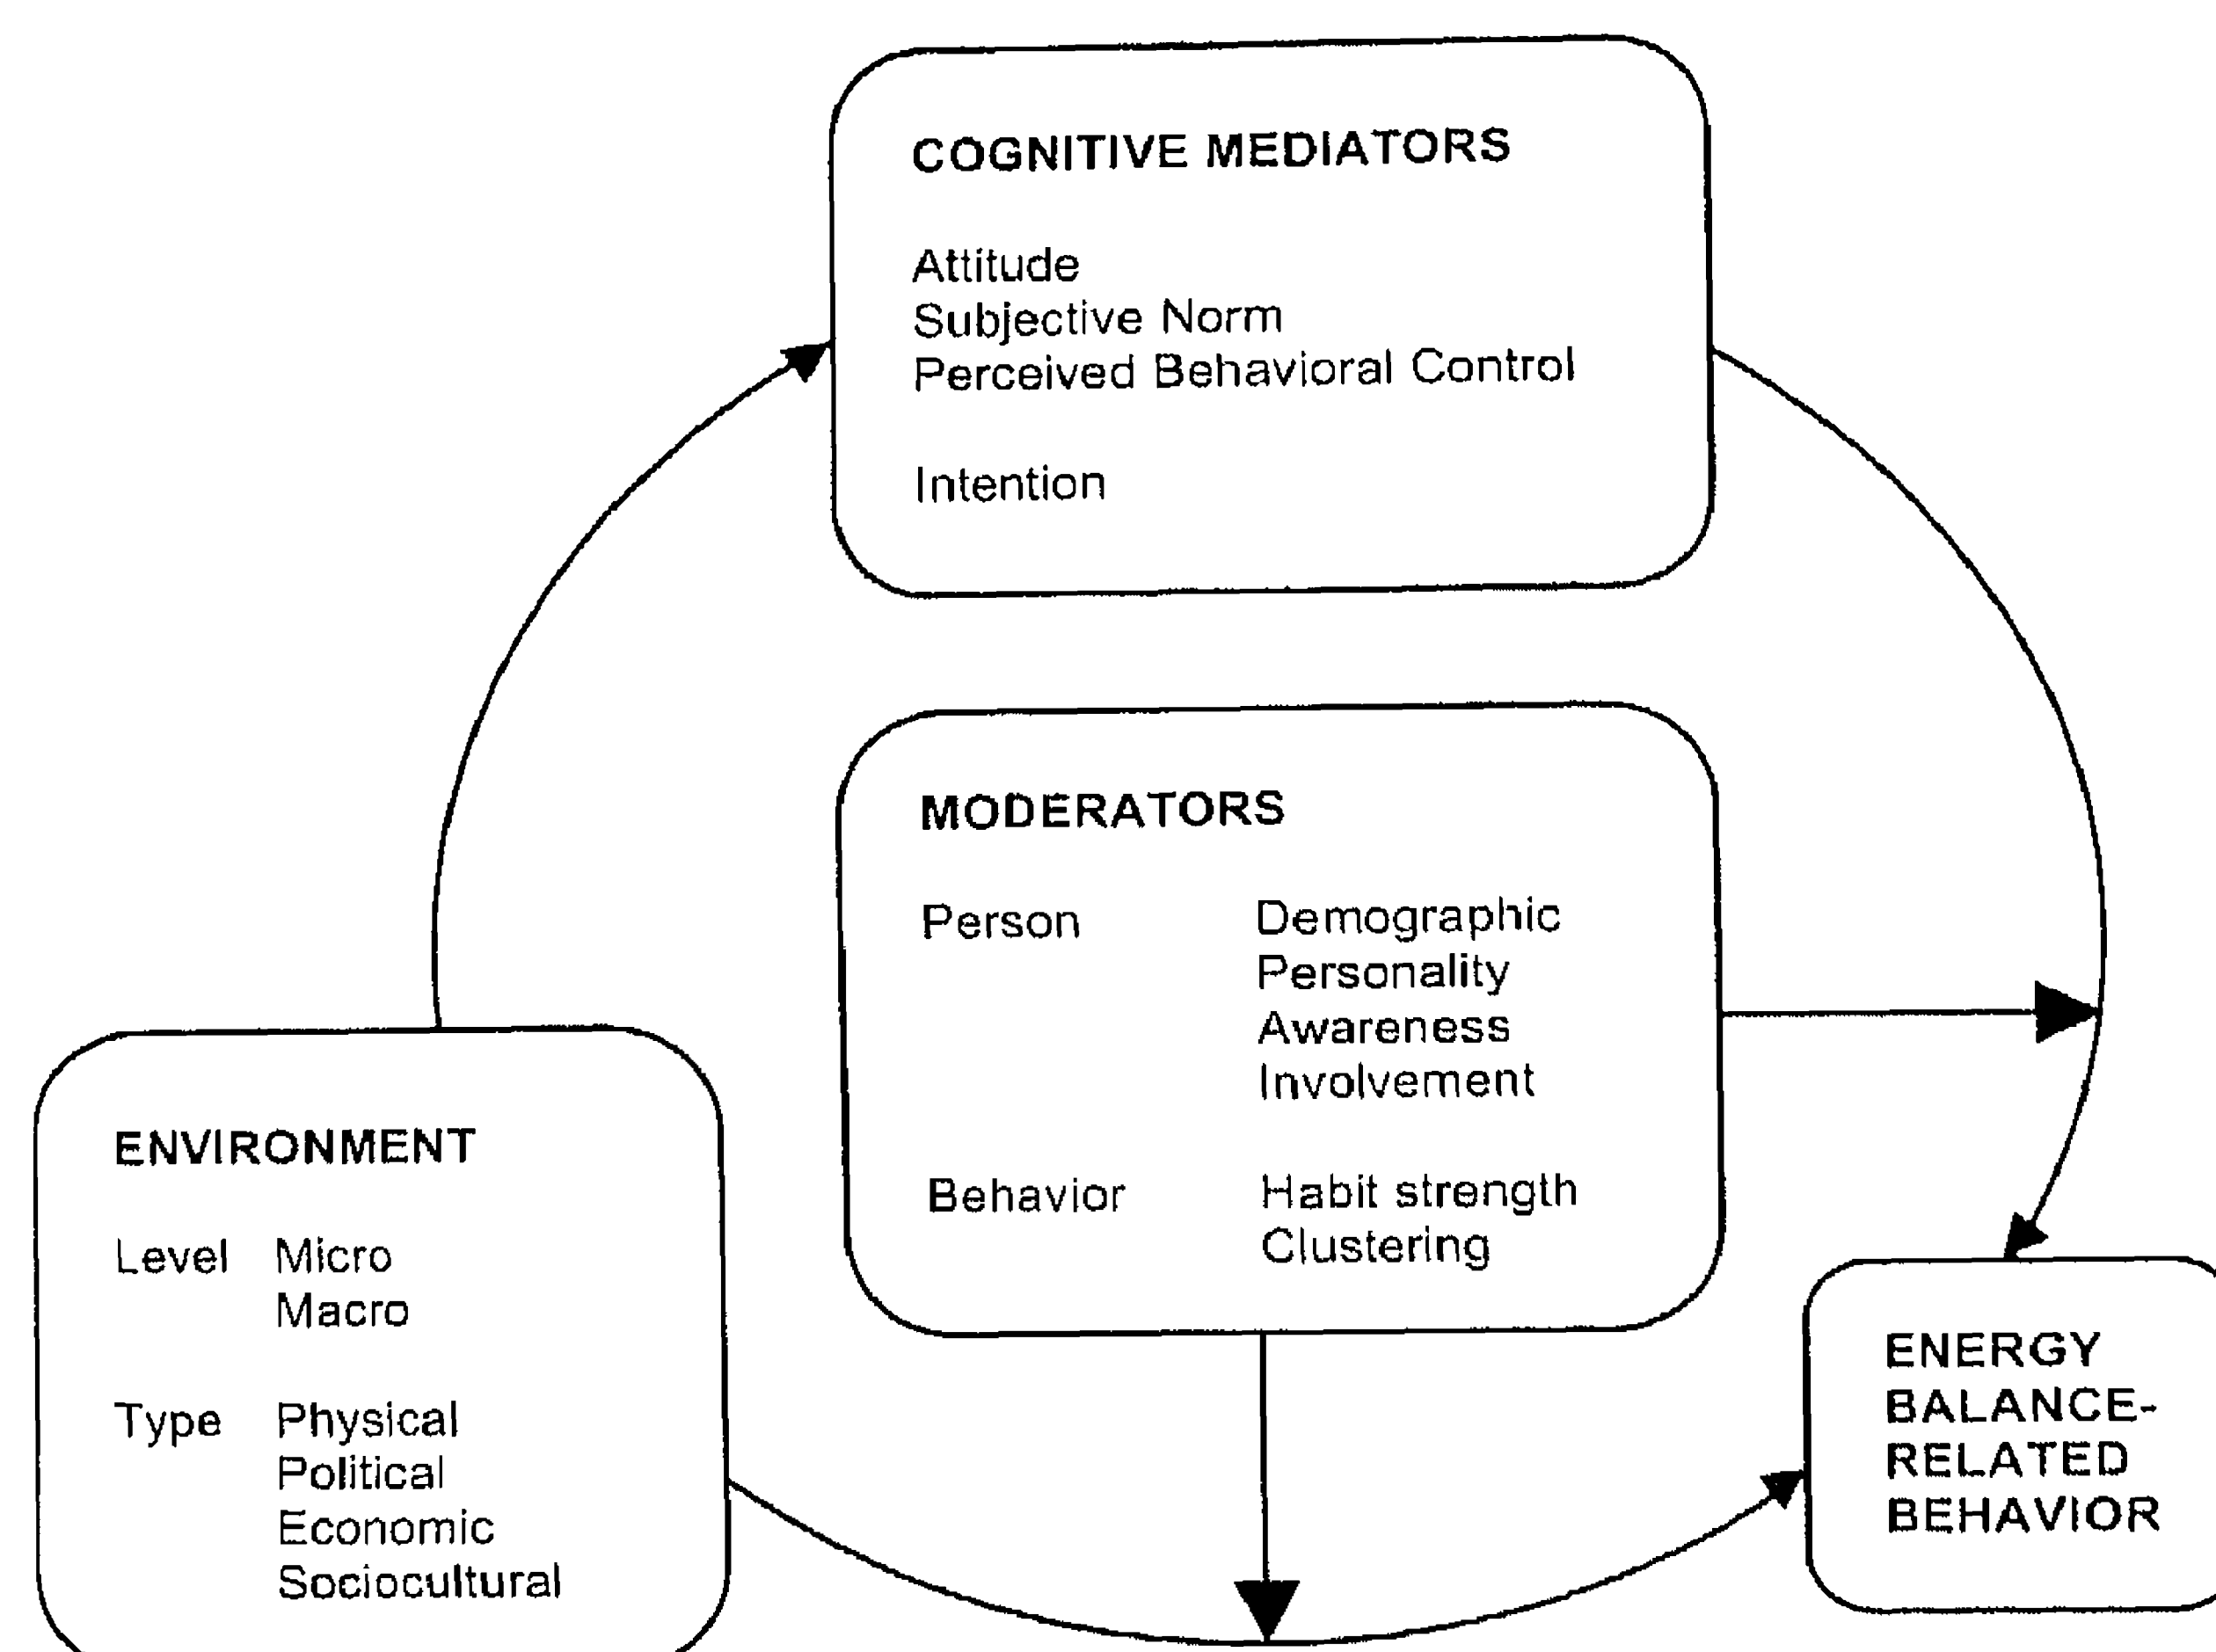 COGNITIVE MEDIATORS
Attitude
Subjective Norm
Perceived Behavioral Control
Intention
MODERATORS
Person Demographic
Personality
Awareness
Involvement
Behavior Habit strength
Clustering
ENVIRONMENT
Level Micro
Macro
Type Physical
Political
Economic
Sociocultural
ENERGY
BALANCE-
RELATED
BEHAVIOR